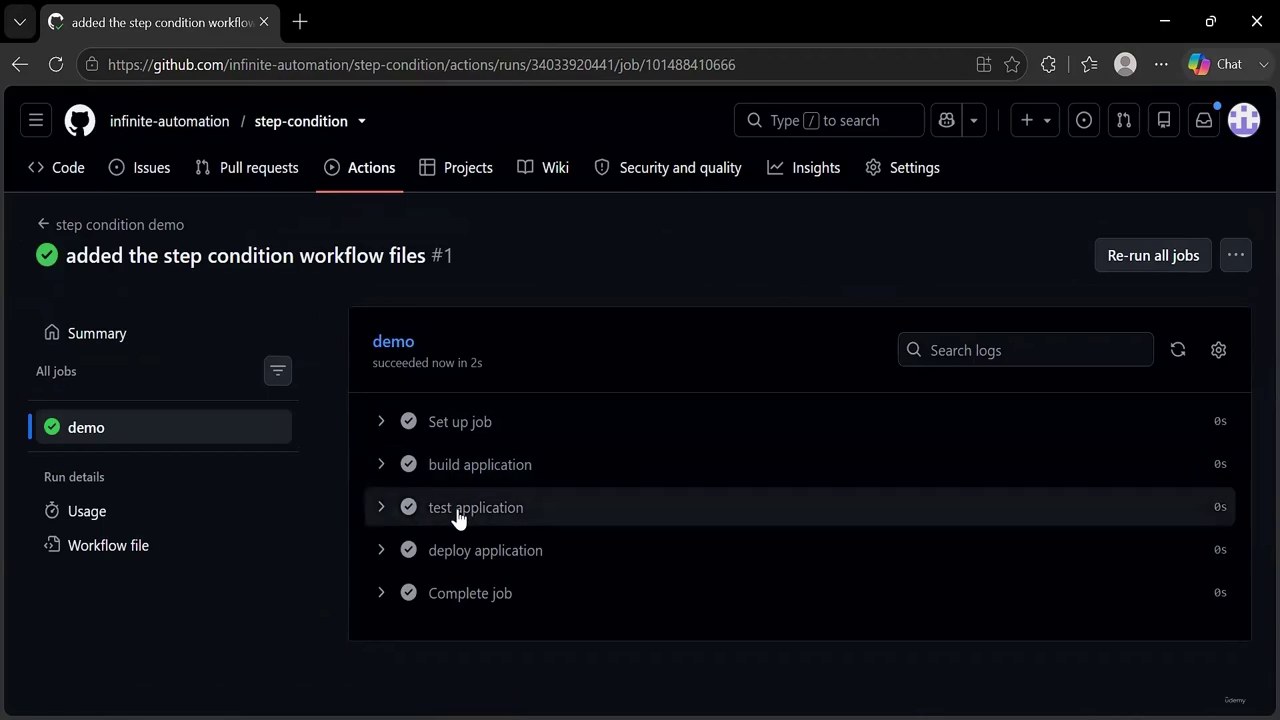 added the step condition workflow
https://github.com/infinite-automation/step-condition/actions/runs/34033920441/job/101488410666
Chat
infinite-automation / step-condition
Type / to search
Code
Issues
Pull requests
Actions
Projects
Wiki
Security and quality
Insights
Settings
step condition demo
added the step condition workflow files #1
Re-run all jobs
Summary
All jobs
demo
Run details
Usage
Workflow file
demo
succeeded now in 2s
Search logs
Set up job 0s
build application 0s
test application 0s
deploy application 0s
Complete job 0s
Udemy